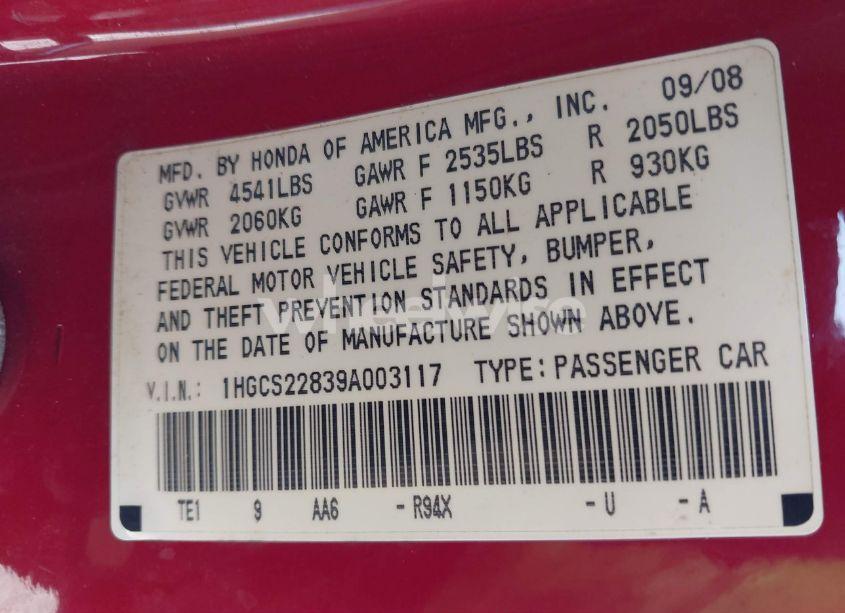 MFD. BY HONDA OF AMERICA MFG., INC. 09/08
GVWR 4541LBS GAWR F 2535LBS R 2050LBS
GVWR 2060KG GAWR F 1150KG R 930KG
THIS VEHICLE CONFORMS TO ALL APPLICABLE
FEDERAL MOTOR VEHICLE SAFETY, BUMPER,
AND THEFT PREVENTION STANDARDS IN EFFECT
ON THE DATE OF MANUFACTURE SHOWN ABOVE.
V.I.N.: 1HGCS22839A003117 TYPE:PASSENGER CAR
TE1 9 AA6 -R94X -U -A